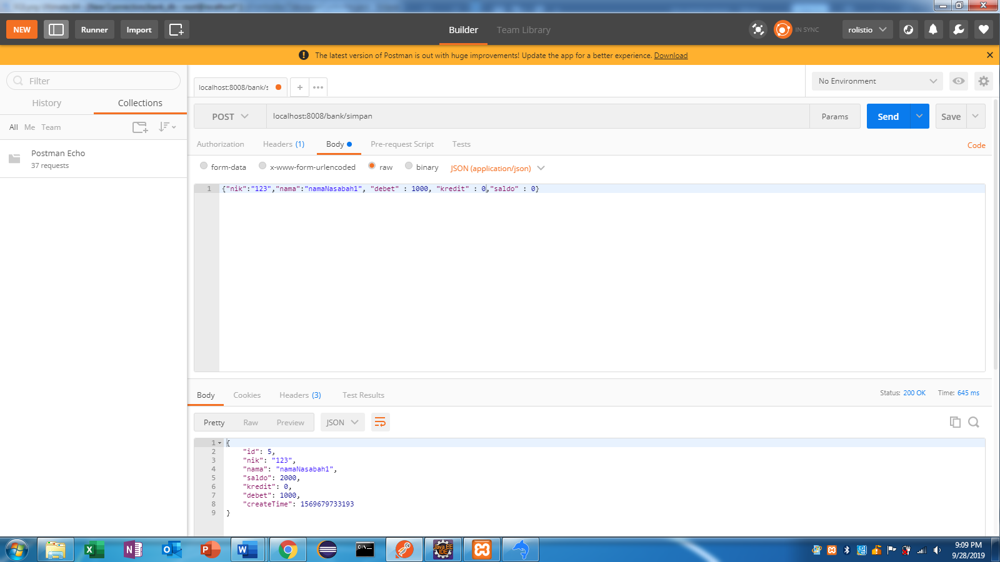 NEW
Runner
Import
Builder
Team Library
IN SYNC
rolistio
The latest version of Postman is out with huge improvements! Update the app for a better experience. Download
Filter
History
Collections
All
Me
Team
Postman Echo
37 requests
localhost:8008/bank/s
No Environment
POST
localhost:8008/bank/simpan
Params
Send
Save
Authorization
Headers (1)
Body
Pre-request Script
Tests
Code
form-data
x-www-form-urlencoded
raw
binary
JSON (application/json)
1 {"nik":"123","nama":"namaNasabah1", "debet" : 1000, "kredit" : 0,"saldo" : 0}
Body
Cookies
Headers (3)
Test Results
Status: 200 OK
Time: 645 ms
Pretty
Raw
Preview
JSON
1 {
2 "id": 5,
3 "nik": "123",
4 "nama": "namaNasabah1",
5 "saldo": 2000,
6 "kredit": 0,
7 "debet": 1000,
8 "createTime": 1569679733193
9 }
Java EE
IDE
9:09 PM
9/28/2019